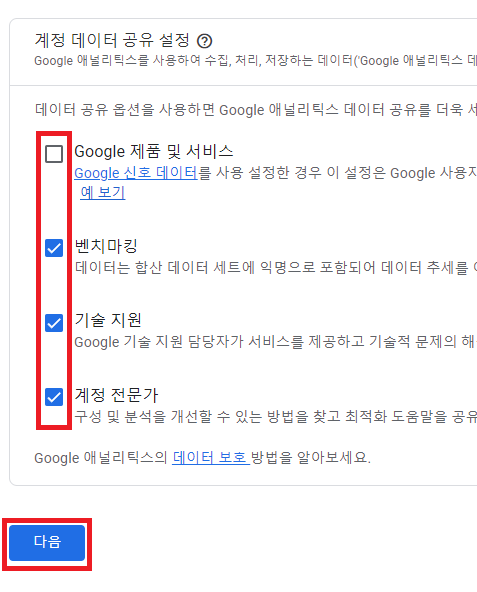 계정 데이터 공유 설정
Google 애널리틱스를 사용하여 수집, 처리, 저장하는 데이터('Google 애널리틱스 데
데이터 공유 옵션을 사용하면 Google 애널리틱스 데이터 공유를 더욱 세
Google 제품 및 서비스
Google 신호 데이터를 사용 설정한 경우 이 설정은 Google 사용자
예 보기
벤치마킹
데이터는 합산 데이터 세트에 익명으로 포함되어 데이터 추세를 이
기술 지원
Google 기술 지원 담당자가 서비스를 제공하고 기술적 문제의 해
계정 전문가
구성 및 분석을 개선할 수 있는 방법을 찾고 최적화 도움말을 공유
Google 애널리틱스의 데이터 보호 방법을 알아보세요.
다음